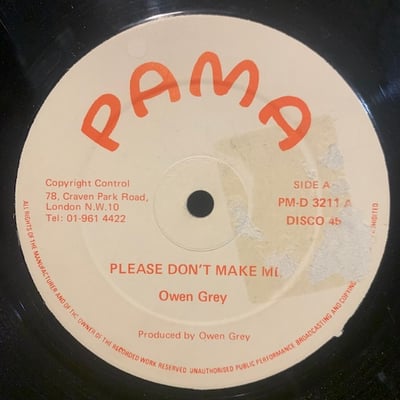 PAMA
Copyright Control
78, Craven Park Road,
London N.W.10
Tel: 01-961 4422
SIDE A
PM-D 3211 A
DISCO 45
PLEASE DON'T MAKE ME
Owen Grey
Produced by Owen Grey
ALL RIGHTS OF THE MANUFACTURER AND OF THE OWNER OF THE RECORDED WORK RESERVED UNAUTHORISED PUBLIC PERFORMANCE BROADCASTING AND COPYING